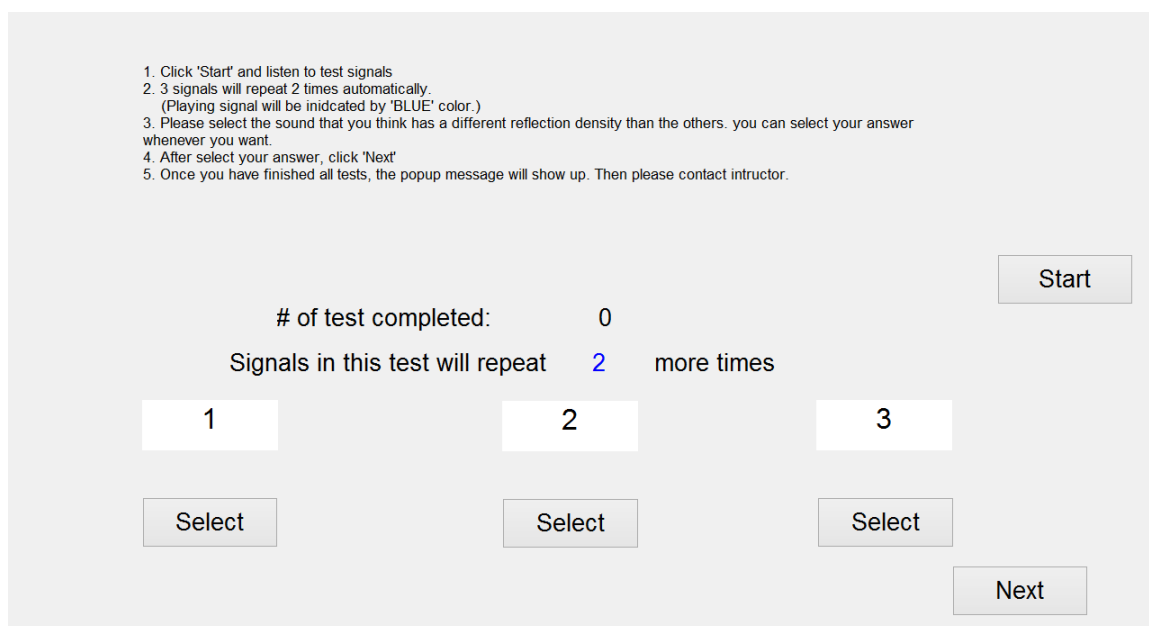 1. Click 'Start' and listen to test signals
2. 3 signals will repeat 2 times automatically.
(Playing signal will be inidcated by 'BLUE' color.)
3. Please select the sound that you think has a different reflection density than the others. you can select your answer
whenever you want.
4. After select your answer, click 'Next'
5. Once you have finished all tests, the popup message will show up. Then please contact intructor.
Start
# of test completed: 0
Signals in this test will repeat 2 more times
1 2 3
Select Select Select
Next